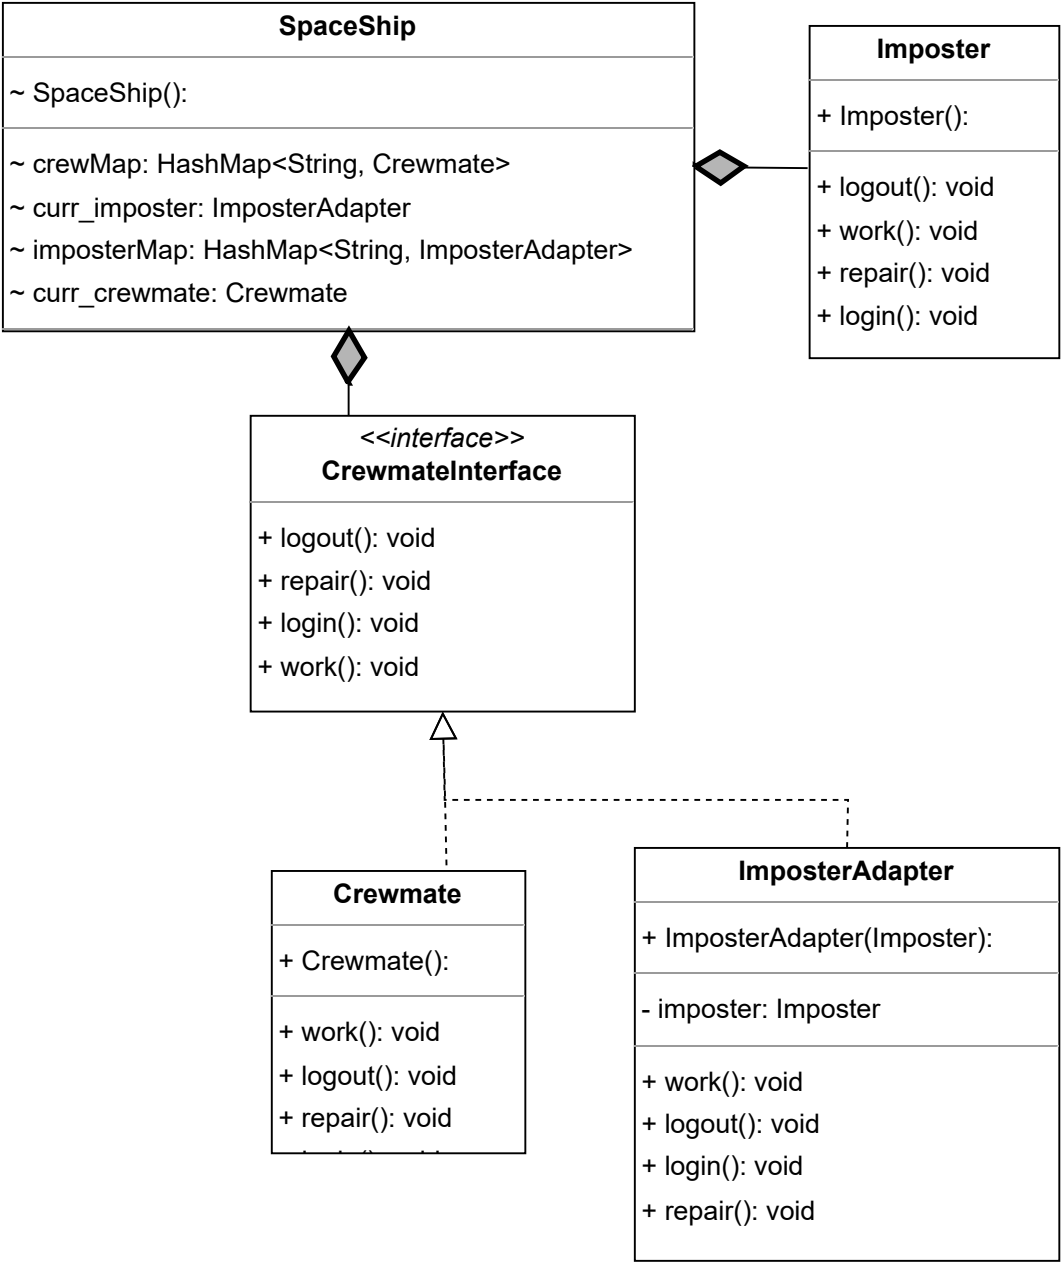 SpaceShip
~ SpaceShip():
~ crewMap: HashMap<String, Crewmate>
~ curr_imposter: ImposterAdapter
~ imposterMap: HashMap<String, ImposterAdapter>
~ curr_crewmate: Crewmate
Imposter
+ Imposter():
+ logout(): void
+ work(): void
+ repair(): void
+ login(): void
<<interface>>
CrewmateInterface
+ logout(): void
+ repair(): void
+ login(): void
+ work(): void
Crewmate
+ Crewmate():
+ work(): void
+ logout(): void
+ repair(): void
ImposterAdapter
+ ImposterAdapter(Imposter):
- imposter: Imposter
+ work(): void
+ logout(): void
+ login(): void
+ repair(): void